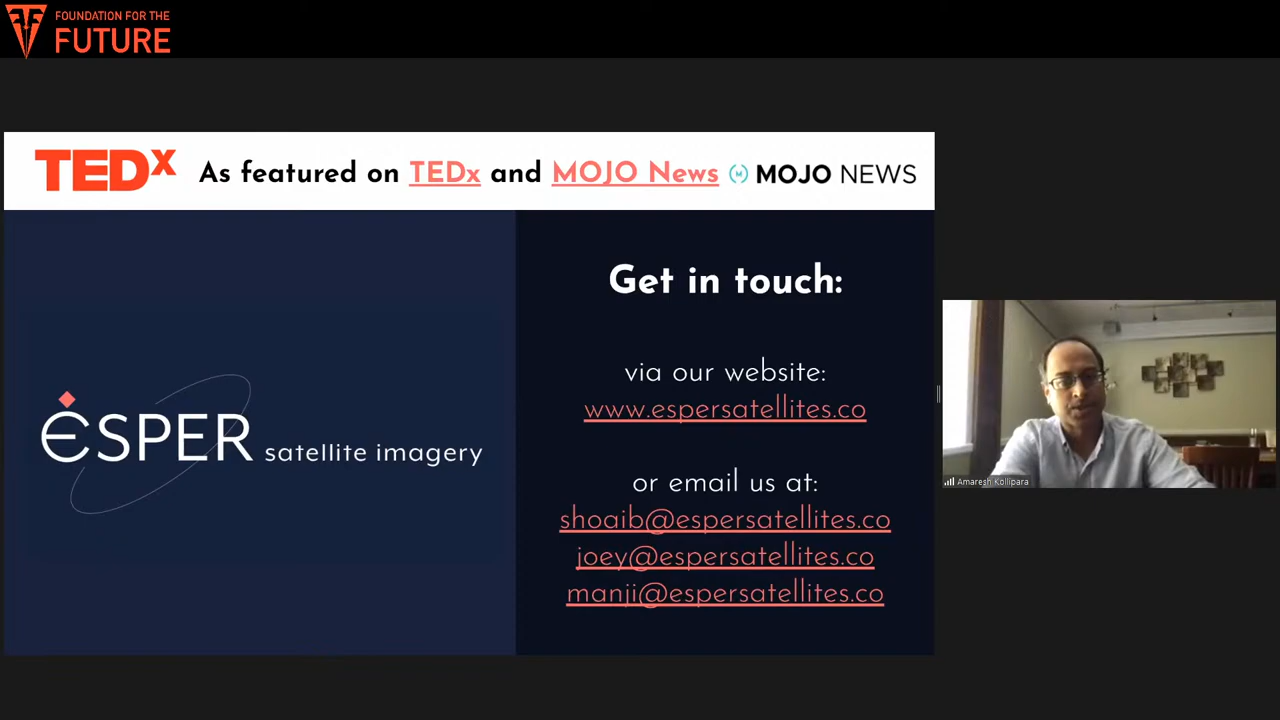 FOUNDATION FOR THE
FUTURE
TEDx As featured on TEDx and MOJO News MOJO NEWS
Get in touch:
via our website:
www.espersatellites.co
ESPER satellite imagery
or email us at:
shoaib@espersatellites.co
joey@espersatellites.co
manji@espersatellites.co
Amaresh Kollipara